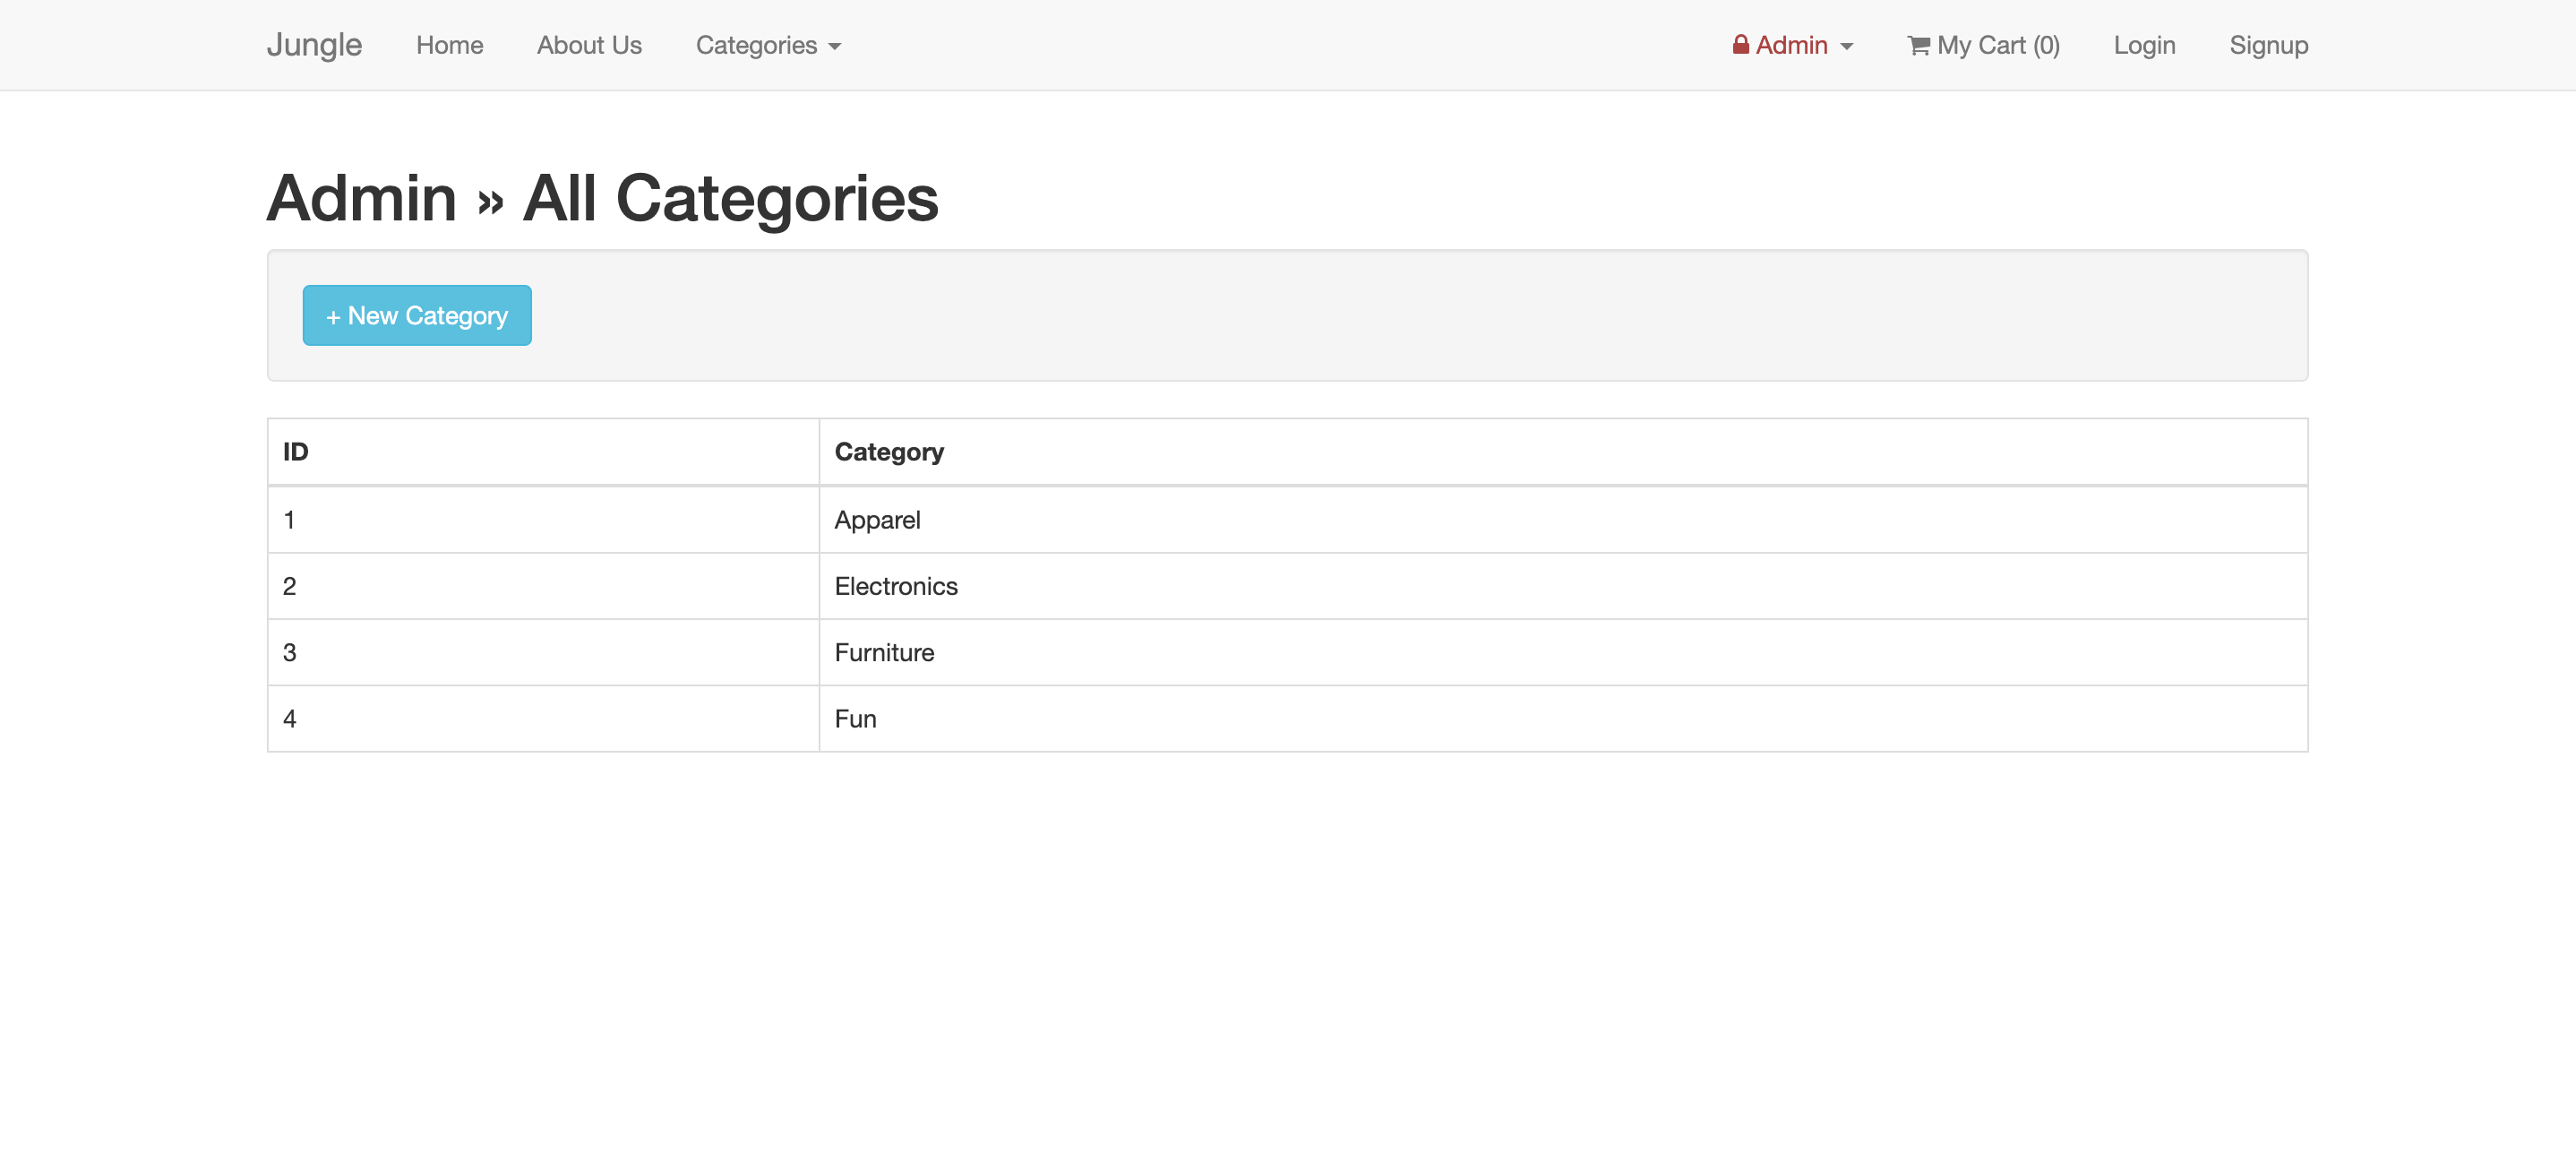 Jungle Home About Us Categories Admin My Cart (0) Login Signup
Admin » All Categories
+ New Category
ID Category
1 Apparel
2 Electronics
3 Furniture
4 Fun